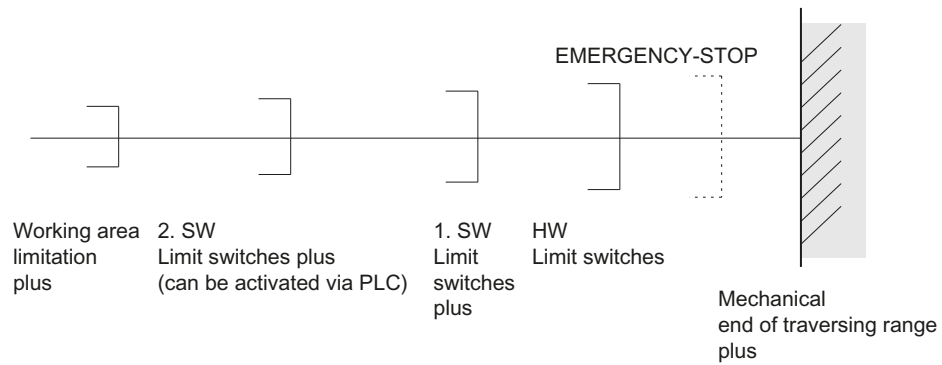 EMERGENCY-STOP
Working area
limitation
plus
2. SW
Limit switches plus
(can be activated via PLC)
1. SW
Limit
switches
plus
HW
Limit switches
Mechanical
end of traversing range
plus